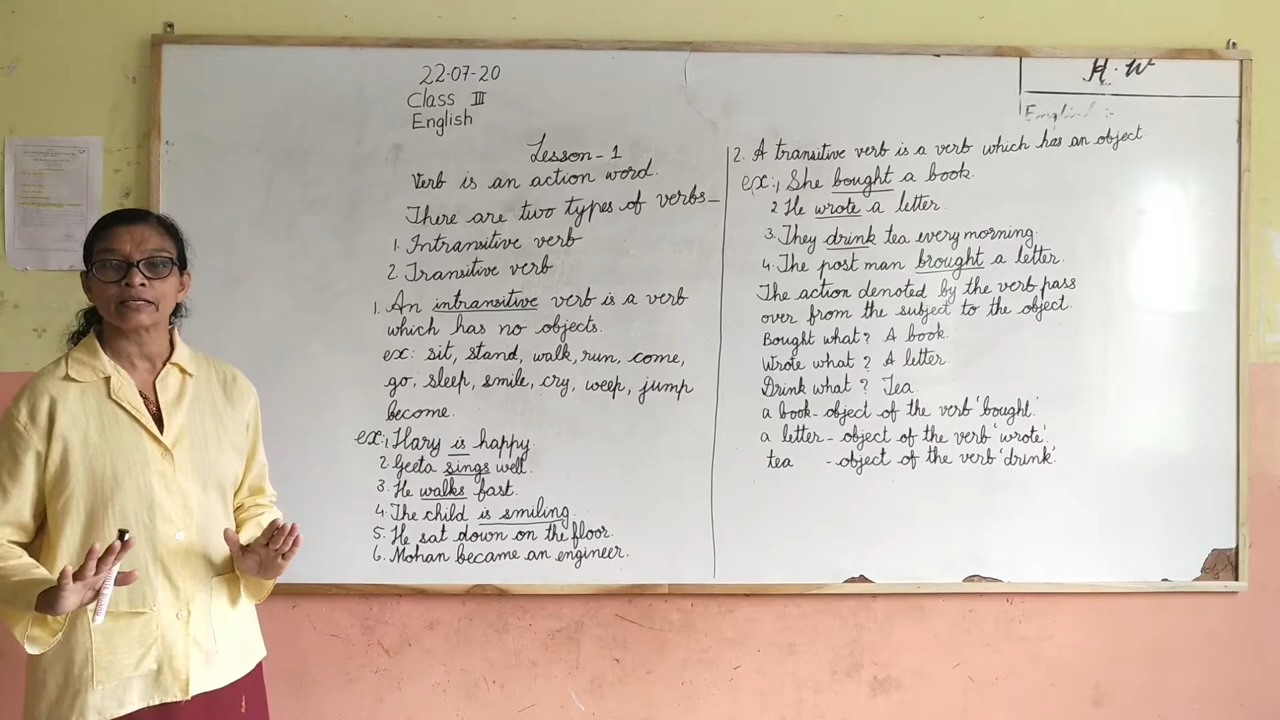 22-07-20
Class III
English
Lesson - 1
Verb is an action word.
There are two types of verbs –
1. Intransitive verb
2. Transitive verb
1. An intransitive verb is a verb
which has no objects.
ex: sit, stand, walk, run, come,
go, sleep, smile, cry, weep, jump
become.
ex:, 1 Hary is happy.
2. Geeta sings well.
3. He walks fast.
4. The child is smiling.
5. He sat down on the floor.
6. Mohan became an engineer.
H. W
English
2. A transitive verb is a verb which has an object.
ex:, 1 She bought a book.
2 He wrote a letter.
3. They drink tea every morning.
4. The post man brought a letter.
The action denoted by the verb pass
over from the subject to the object.
Bought what? A book.
Wrote what? A letter.
Drink what? Tea.
a book - object of the verb 'bought'.
a letter - object of the verb 'wrote'.
tea - object of the verb 'drink'.